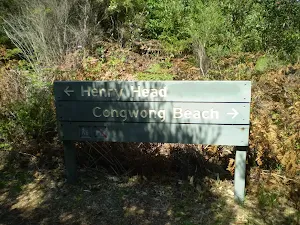 ← Henry Head
Congwong Beach →